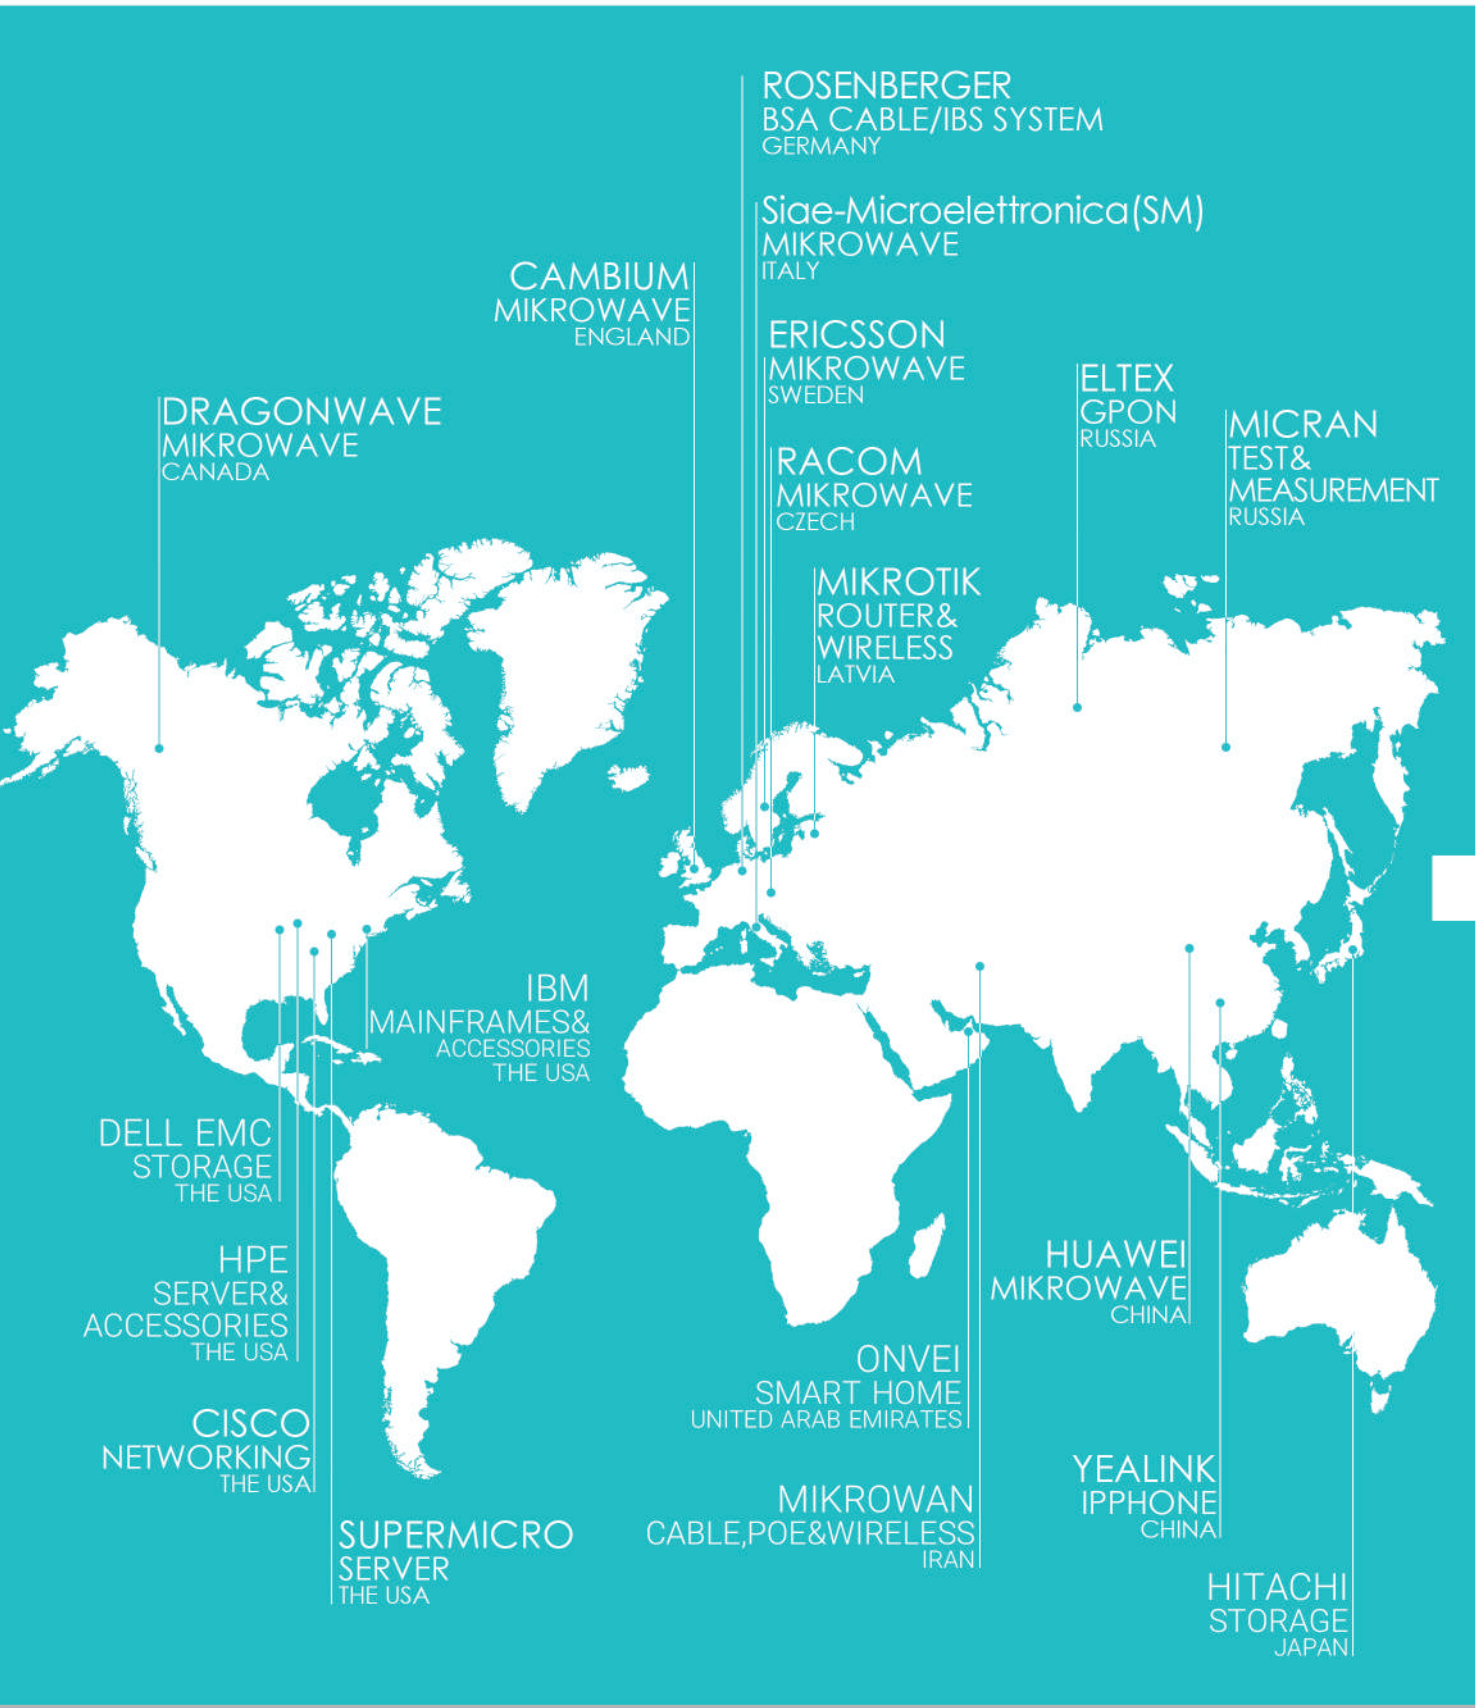 ROSENBERGER
BSA CABLE/IBS SYSTEM
GERMANY
Siae-Microelettronica(SM)
MIKROWAVE
ITALY
CAMBIUM
MIKROWAVE
ENGLAND
ERICSSON
MIKROWAVE
SWEDEN
ELTEX
GPON
RUSSIA
DRAGONWAVE
MIKROWAVE
CANADA
MICRAN
TEST&
MEASUREMENT
RUSSIA
RACOM
MIKROWAVE
CZECH
MIKROTIK
ROUTER&
WIRELESS
LATVIA
IBM
MAINFRAMES&
ACCESSORIES
THE USA
DELL EMC
STORAGE
THE USA
HPE
SERVER&
ACCESSORIES
THE USA
HUAWEI
MIKROWAVE
CHINA
ONVEI
SMART HOME
UNITED ARAB EMIRATES
CISCO
NETWORKING
THE USA
YEALINK
IPPHONE
CHINA
MIKROWAN
CABLE,POE&WIRELESS
IRAN
SUPERMICRO
SERVER
THE USA
HITACHI
STORAGE
JAPAN